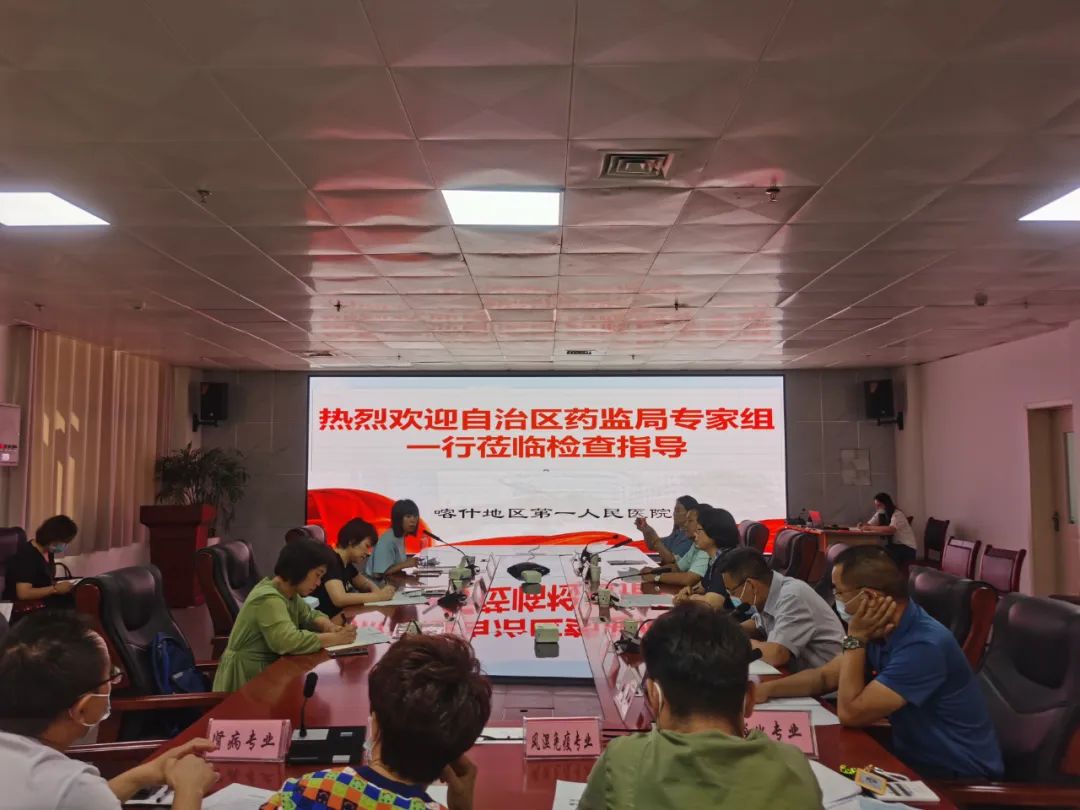 热烈欢迎自治区药监局专家组
一行莅临检查指导
喀什地区第一人民医院
肾病专业
风湿免疫专业
专业